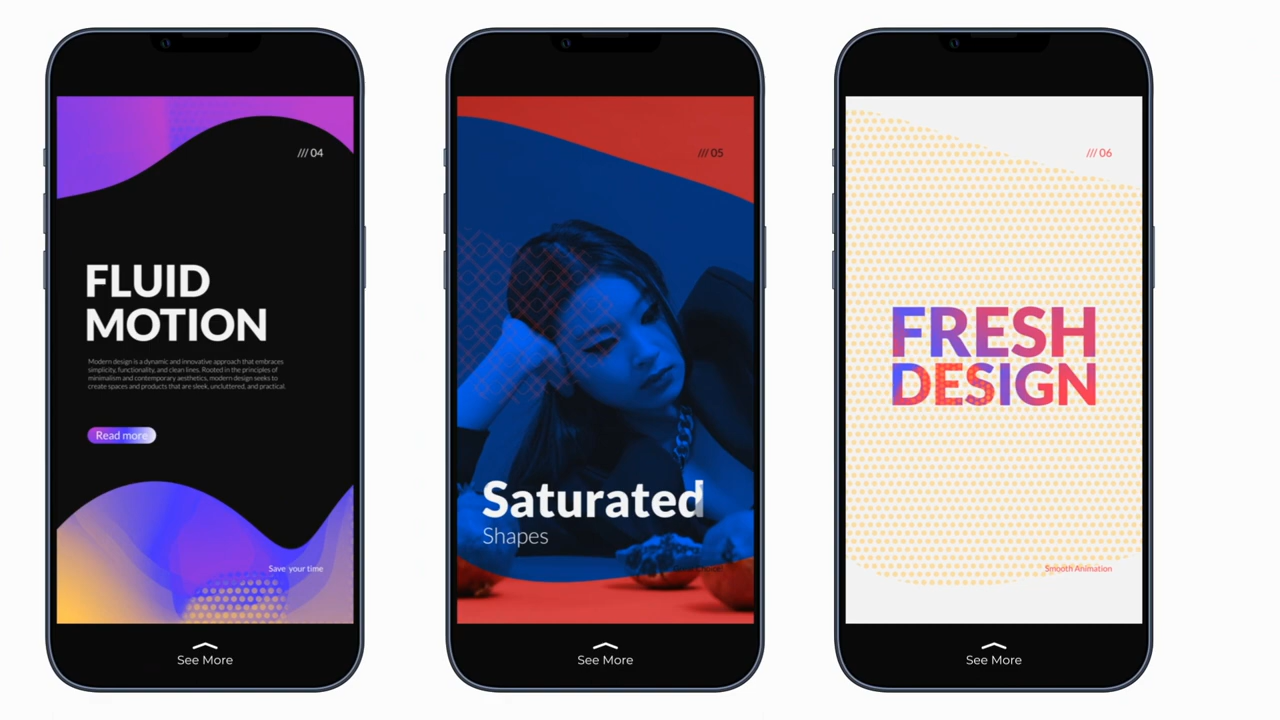 /// 04
FLUID
MOTION
Modern design is a dynamic and innovative approach that embraces
simplicity, functionality, and clean lines. Rooted in the principles of
minimalism and contemporary aesthetics, modern design seeks to
create spaces and products that are sleek, uncluttered, and practical.
Read more
Save your time
See More
/// 05
Saturated
Shapes
See More
/// 06
FRESH
DESIGN
Smooth Animation
See More